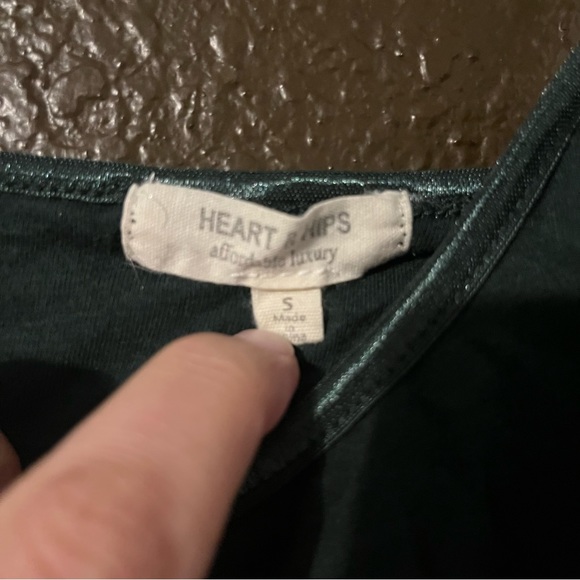 HEART & HIPS
affordable luxury
S
Made
in